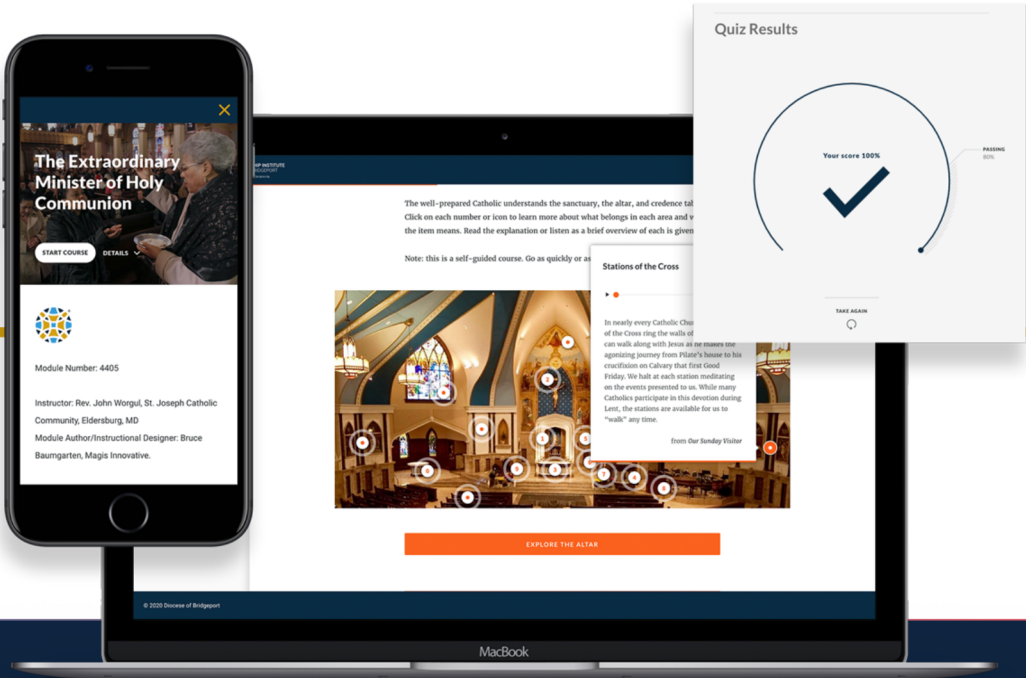 The Extraordinary
Minister of Holy
Communion
START COURSE
DETAILS
Module Number: 4405
Instructor: Rev. John Worgul, St. Joseph Catholic
Community, Eldersburg, MD
Module Author/Instructional Designer: Bruce
Baumgarten, Magis Innovative.
INSTITUTE
The well-prepared Catholic understands the sanctuary, the altar, and credence
Click on each number or icon to learn more about what belongs in each area and
the item means. Read the explanation or listen as a brief overview of each is given
Note: this is a self-guided course. Go as quickly or
Stations of the Cross
In nearly every Catholic
of the Cross ring the walls of
can walk along with Jesus as he makes the
agonizing journey from Pilate's house to his
crucifixion on Calvary that first Good
Friday. We halt at each station meditating
on the events presented to us. While many
Catholics participate in this devotion during
Lent, the stations are available for us to
"walk" any time.
from Our Sunday Visitor
EXPLORE THE ALTAR
© 2020 Diocese of Bridgeport
MacBook
Quiz Results
Your score 100%
PASSING
80%
TAKE AGAIN